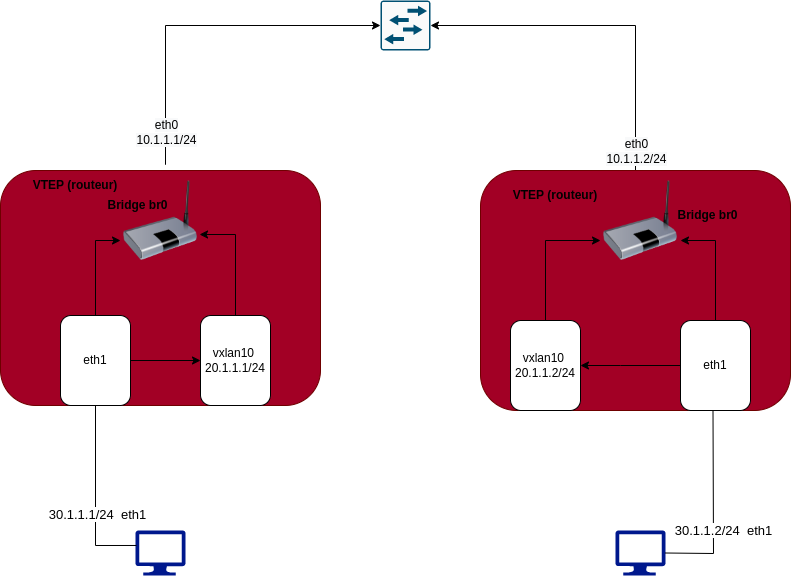 eth0
10.1.1.1/24
eth0
10.1.1.2/24
VTEP (routeur)
Bridge br0
eth1
vxlan10
20.1.1.1/24
30.1.1.1/24 eth1
VTEP (routeur)
Bridge br0
vxlan10
20.1.1.2/24
eth1
30.1.1.2/24 eth1